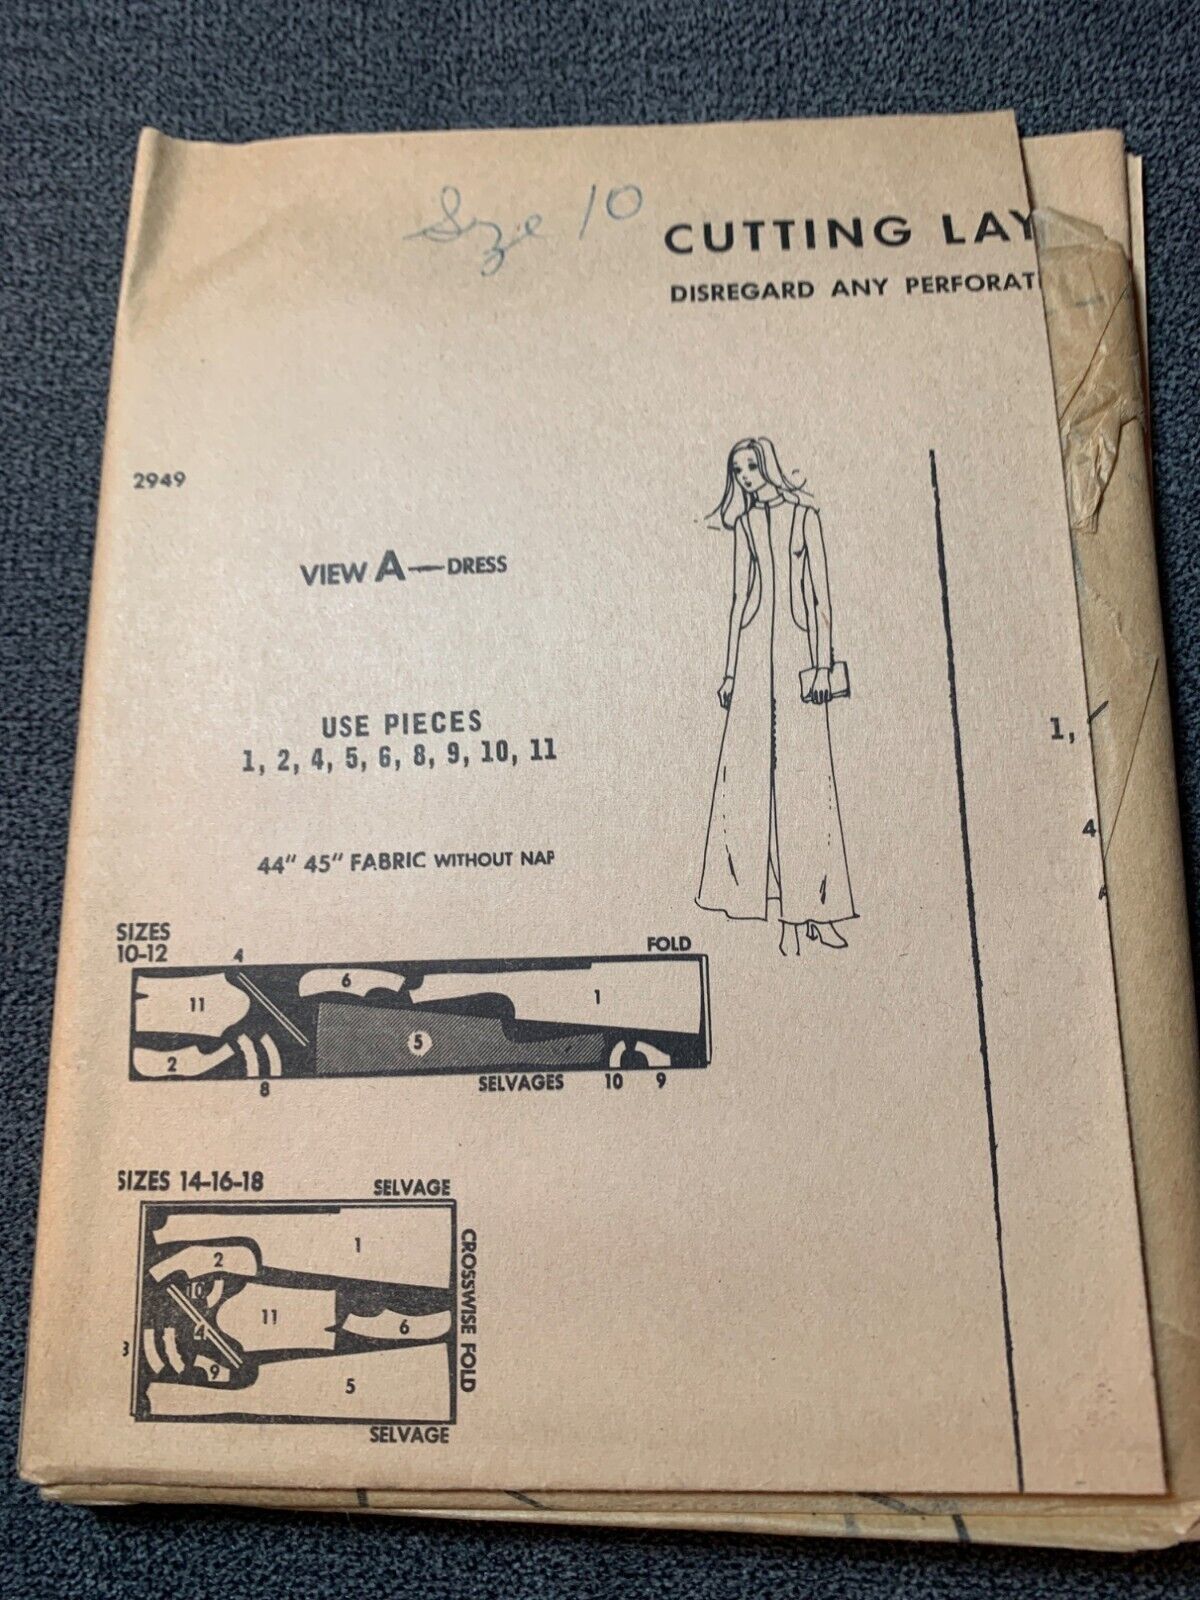 Size 10
CUTTING LAY
DISREGARD ANY PERFORATI
2949
VIEW A—DRESS
USE PIECES
1, 2, 4, 5, 6, 8, 9, 10, 11
44" 45" FABRIC WITHOUT NAP
1,
4
SIZES
10-12
4
FOLD
11
6
1
5
2
8
SELVAGES
10
9
SIZES 14-16-18
SELVAGE
1
2
10
11
4
6
CROSSWISE FOLD
9
5
SELVAGE